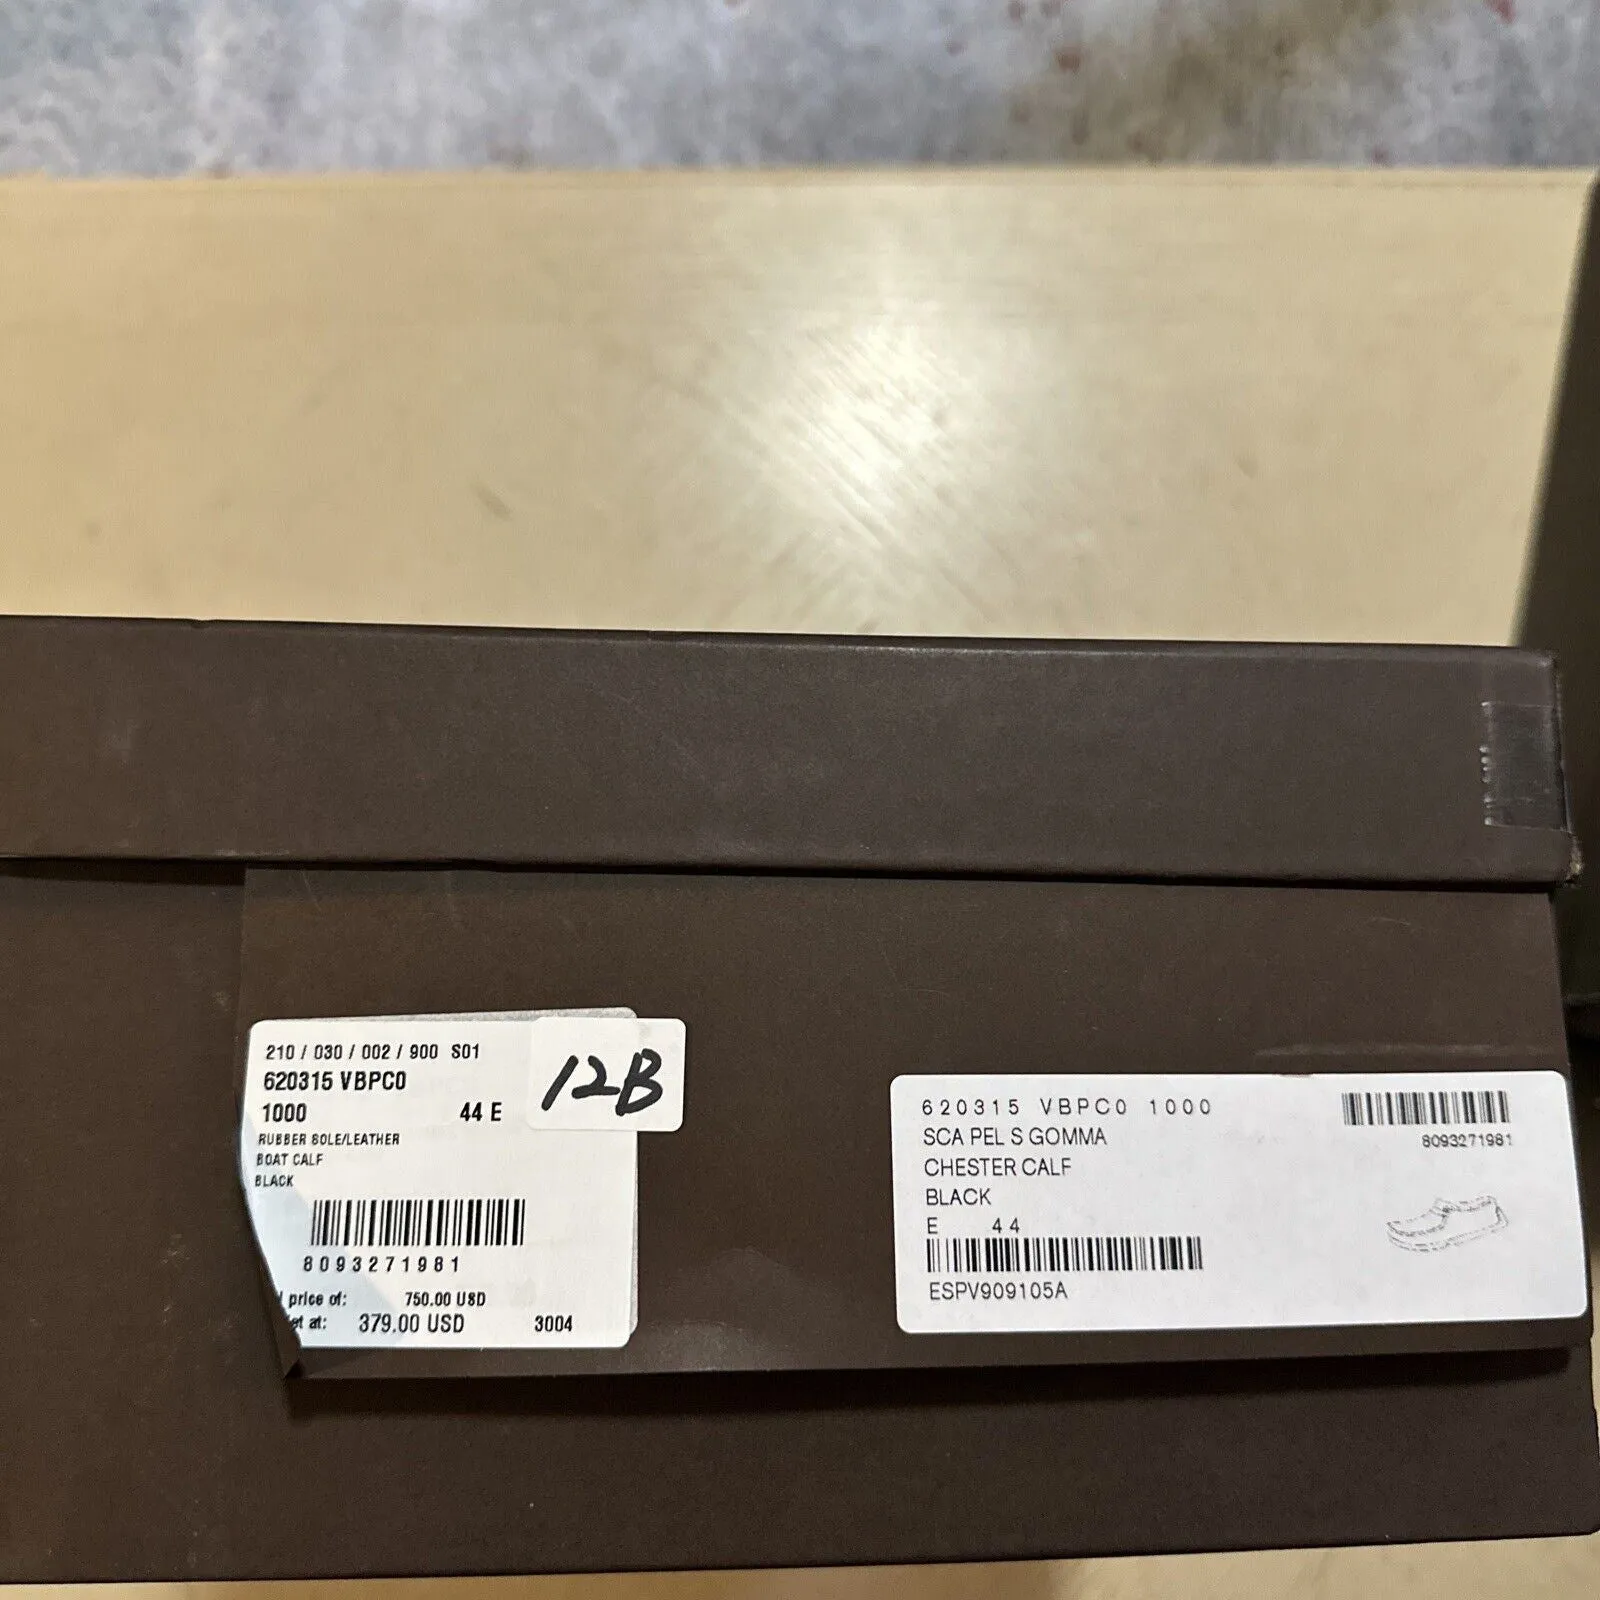 210 / 030 / 002 / 900 S01
620315 VBPC0
1000 44 E
RUBBER SOLE/LEATHER
BOAT CALF
BLACK
8093271981
price of: 750.00 USD
et at: 379.00 USD 3004
12B
620315 VBPC0 1000
SCA PEL S GOMMA
CHESTER CALF
BLACK
E 44
ESPV909105A
8093271981